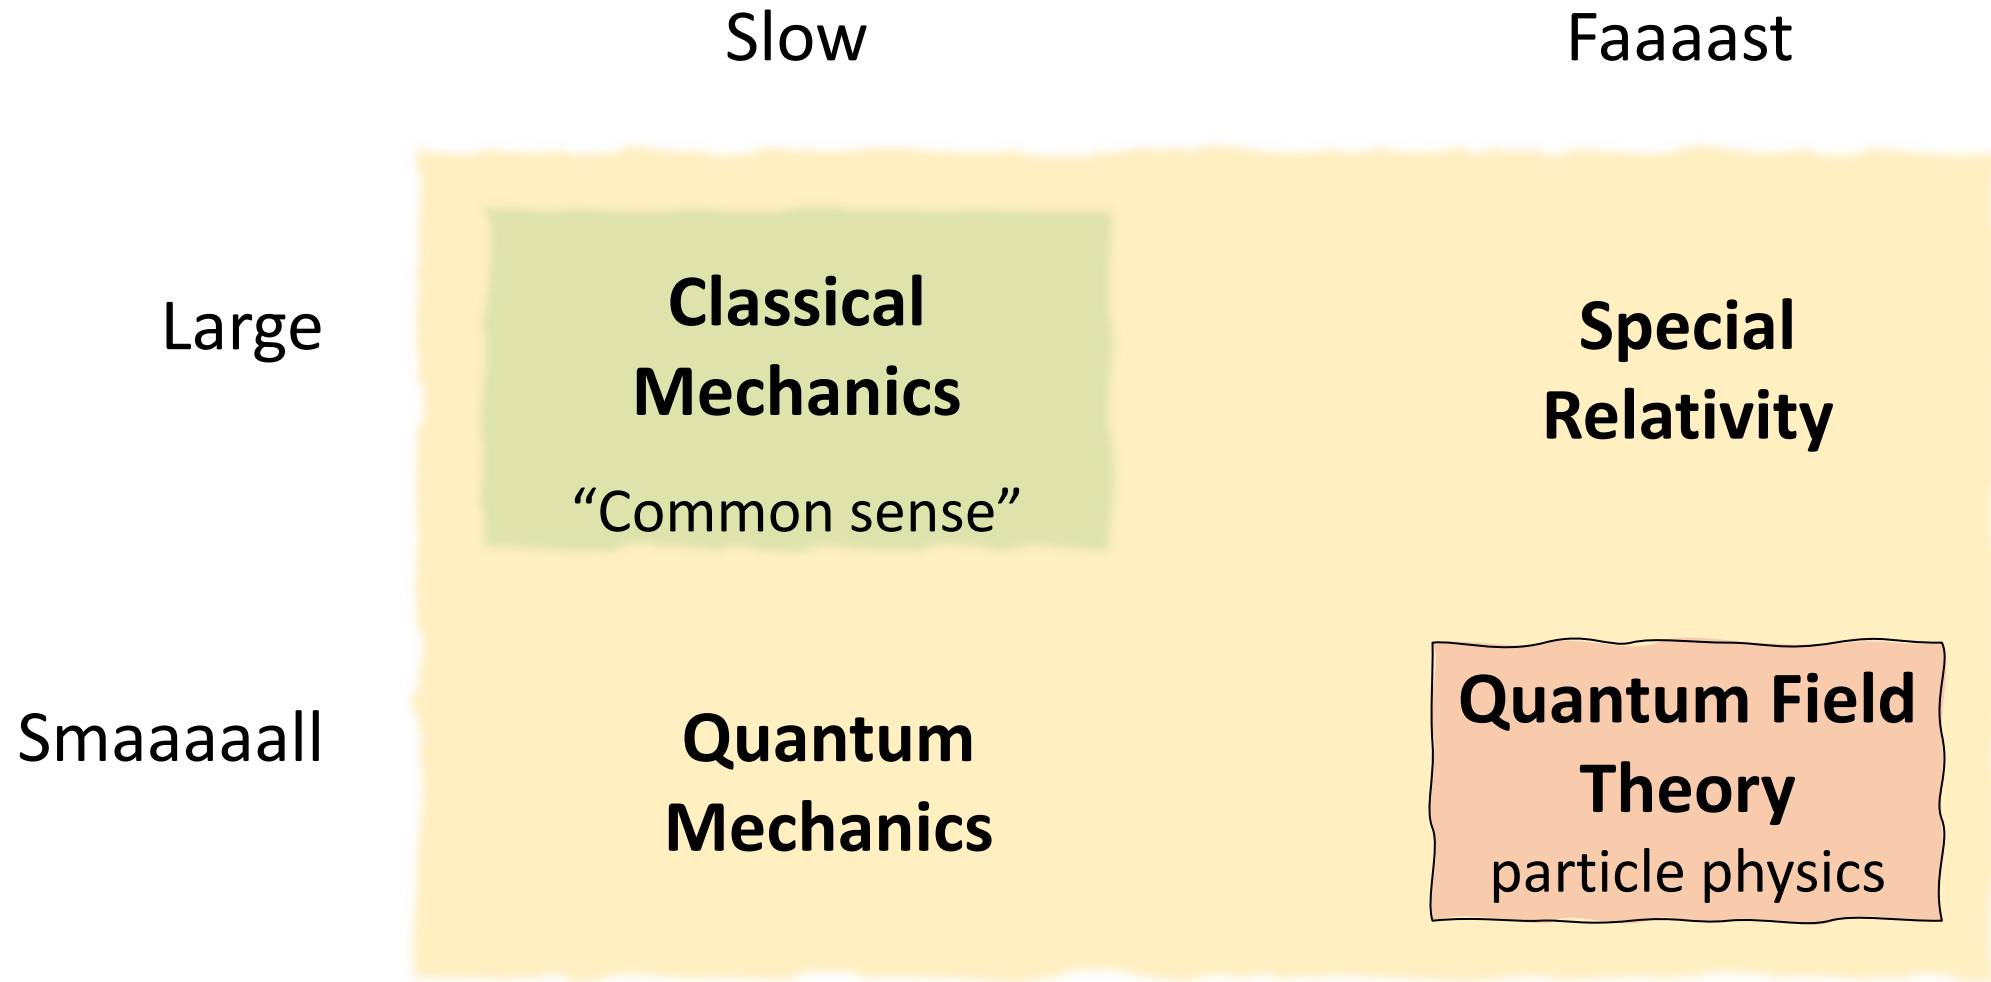 Slow Faaaast
Large
Classical
Mechanics
“Common sense”
Special
Relativity
Smaaaaall
Quantum
Mechanics
Quantum Field
Theory
particle physics